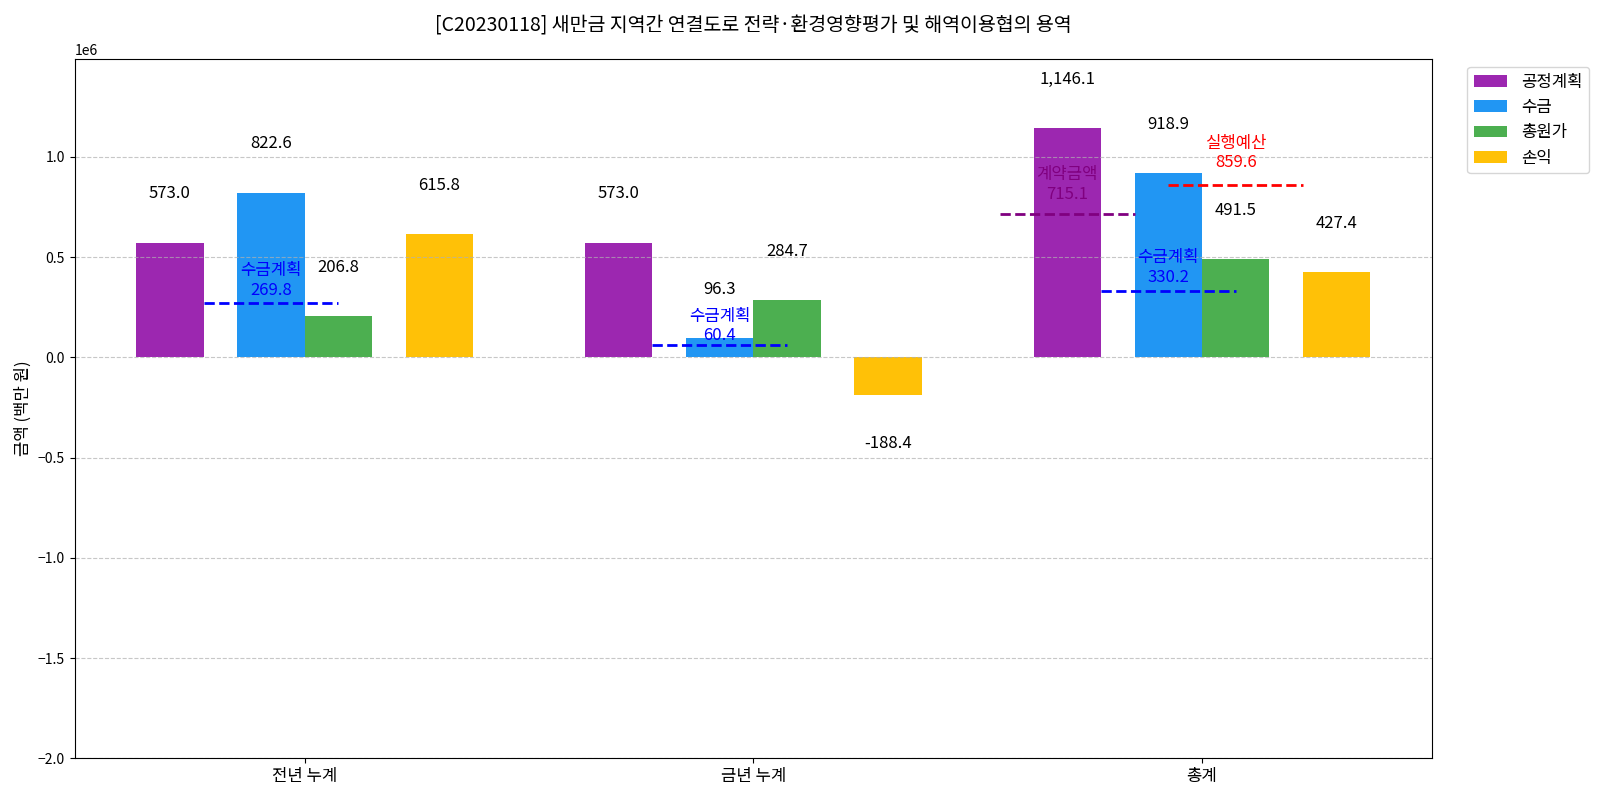 [C20230118] 새만금 지역간 연결도로 전략·환경영향평가 및 해역이용협의 용역
1e6
금액 (백만 원)
1.0
0.5
0.0
−0.5
−1.0
−1.5
−2.0
573.0
822.6
수금계획
269.8
206.8
615.8
573.0
96.3
수금계획
60.4
284.7
-188.4
1,146.1
계약금액
715.1
918.9
수금계획
330.2
실행예산
859.6
491.5
427.4
전년 누계
금년 누계
총계
공정계획
수금
총원가
손익